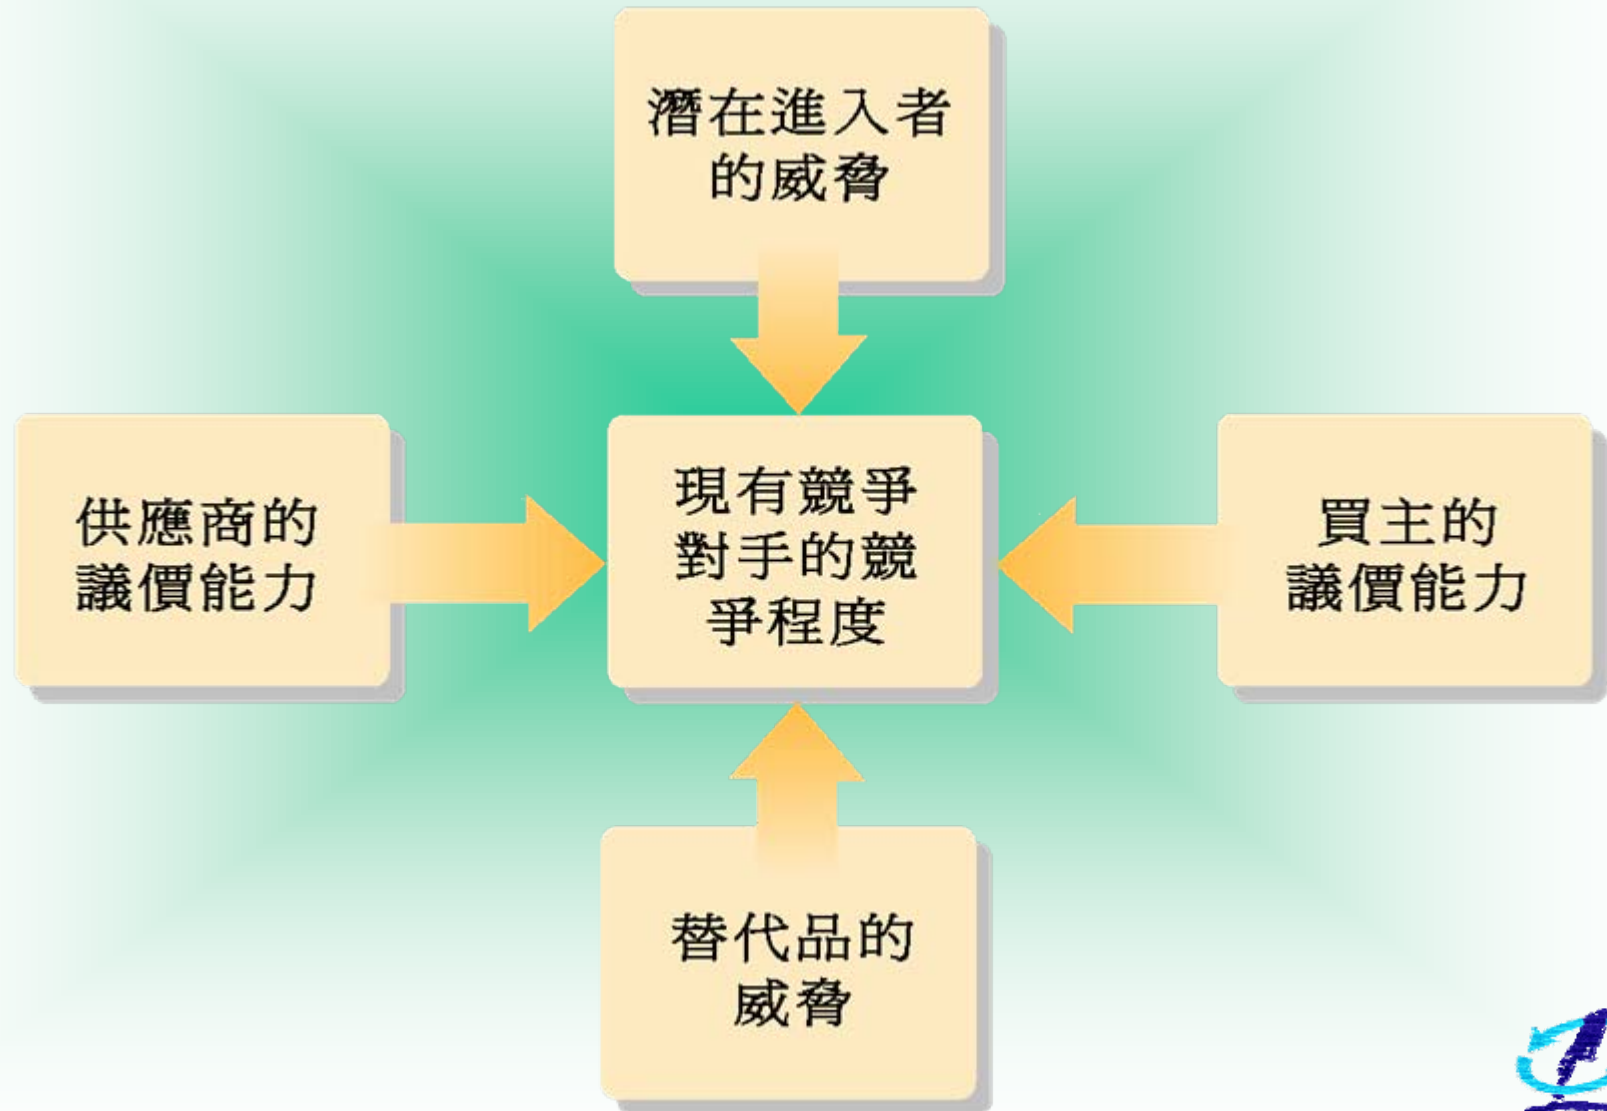 潛在進入者
的威脅
供應商的
議價能力
現有競爭
對手的競
爭程度
買主的
議價能力
替代品的
威脅